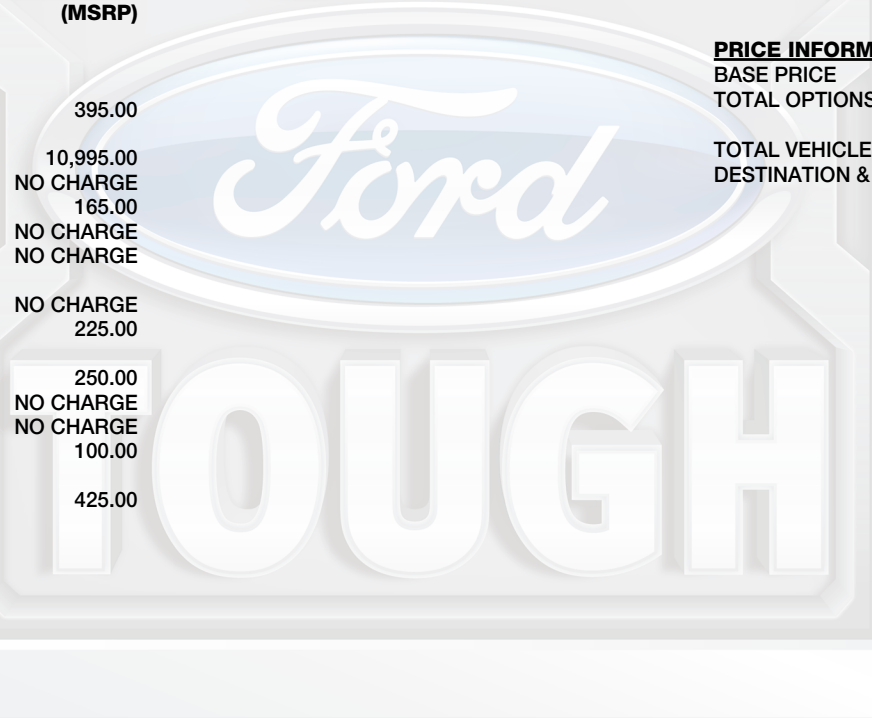 (MSRP)
395.00
10,995.00
NO CHARGE
165.00
NO CHARGE
NO CHARGE
NO CHARGE
225.00
250.00
NO CHARGE
NO CHARGE
100.00
425.00
PRICE INFORM
BASE PRICE
TOTAL OPTIONS
TOTAL VEHICLE
DESTINATION &
Ford
TOUGH